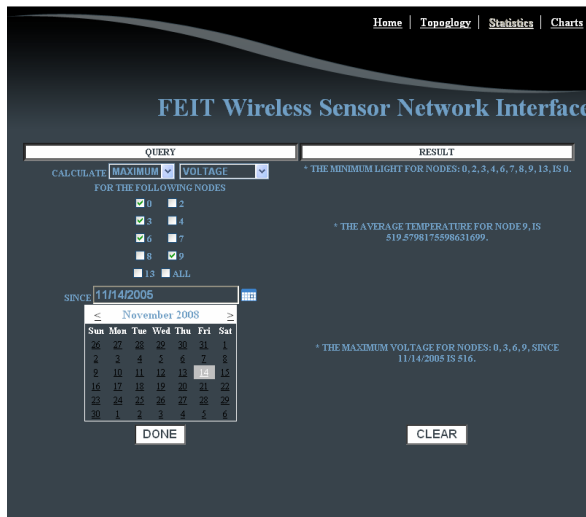 Home | Topoglogy | Statistics | Charts
FEIT Wireless Sensor Network Interface
QUERY
CALCULATE MAXIMUM VOLTAGE
FOR THE FOLLOWING NODES
0 2
3 4
6 7
8 9
13 ALL
SINCE 11/14/2005
< November 2008 >
Sun Mon Tue Wed Thu Fri Sat
26 27 28 29 30 31 1
2 3 4 5 6 7 8
9 10 11 12 13 14 15
16 17 18 19 20 21 22
23 24 25 26 27 28 29
30 1 2 3 4 5 6
DONE
RESULT
* THE MINIMUM LIGHT FOR NODES: 0, 2, 3, 4, 6, 7, 8, 9, 13, IS 0.
* THE AVERAGE TEMPERATURE FOR NODE 9, IS
519.5798175598631699.
* THE MAXIMUM VOLTAGE FOR NODES: 0, 3, 6, 9, SINCE
11/14/2005 IS 516.
CLEAR